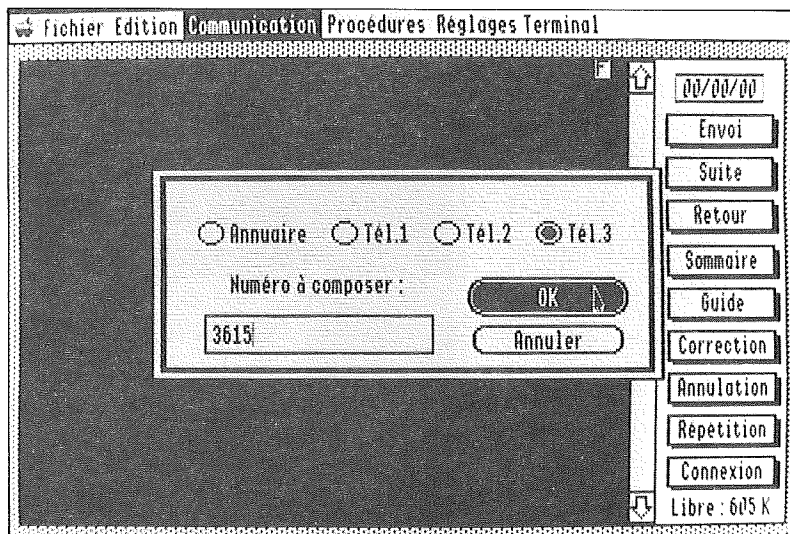 Fichier Edition Communication Procédures Réglages Terminal
F
00/00/00
Envoi
Suite
Retour
Sommaire
Guide
Correction
Annulation
Répétition
Connexion
Libre : 605 K
Annuaire Tél.1 Tél.2 Tél.3
Numéro à composer :
3615
OK
Annuler